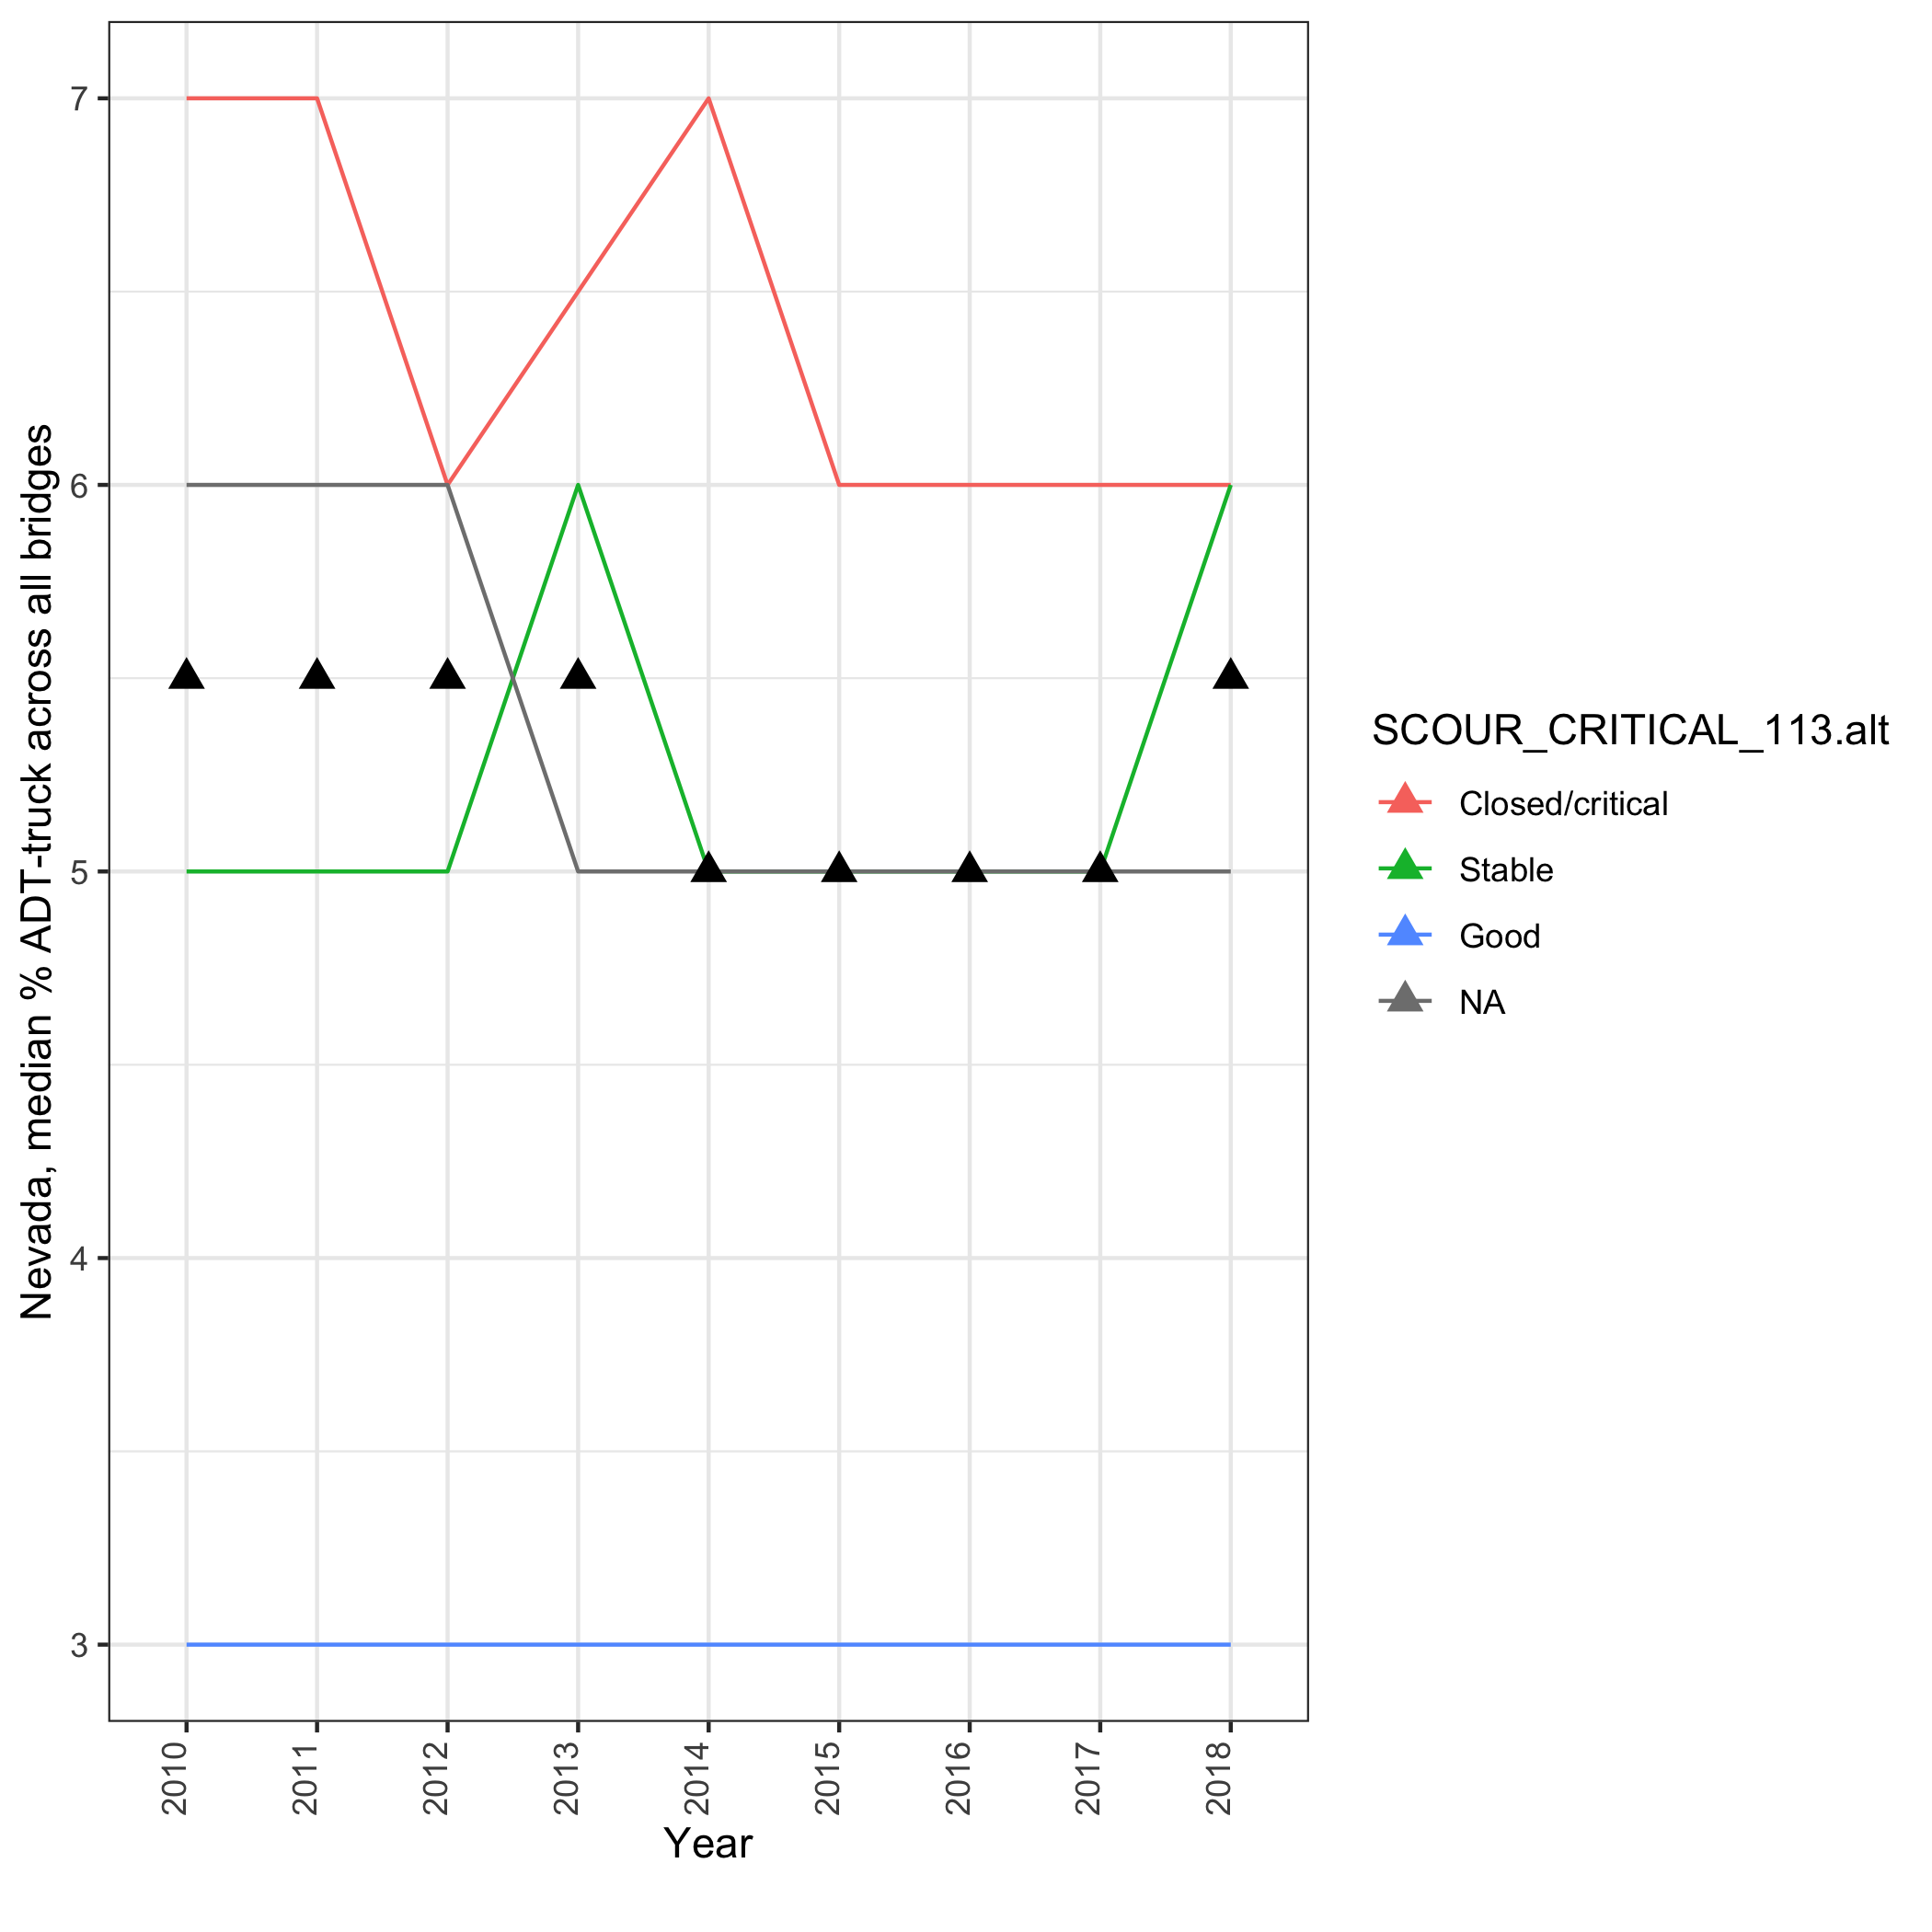 Nevada, median % ADT-truck across all bridges
7
6
5
4
3
2010
2011
2012
2013
2014
2015
2016
2017
2018
Year
SCOUR_CRITICAL_113.alt
Closed/critical
Stable
Good
NA